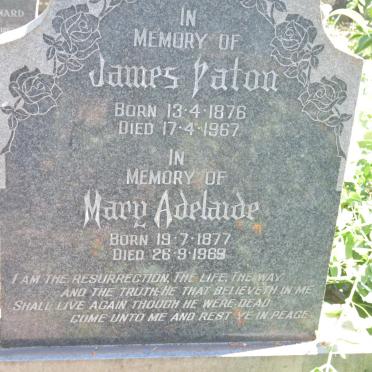 NARD
IN
MEMORY OF
James Paton
BORN 13·4·1876
DIED 17·4·1967
IN
MEMORY OF
Mary Adelaide
BORN 19·7·1877
DIED 26·9·1969
I AM THE RESURRECTION, THE LIFE, THE WAY
AND THE TRUTH: HE THAT BELIEVETH IN ME
SHALL LIVE AGAIN THOUGH HE WERE DEAD
COME UNTO ME AND REST YE IN PEACE